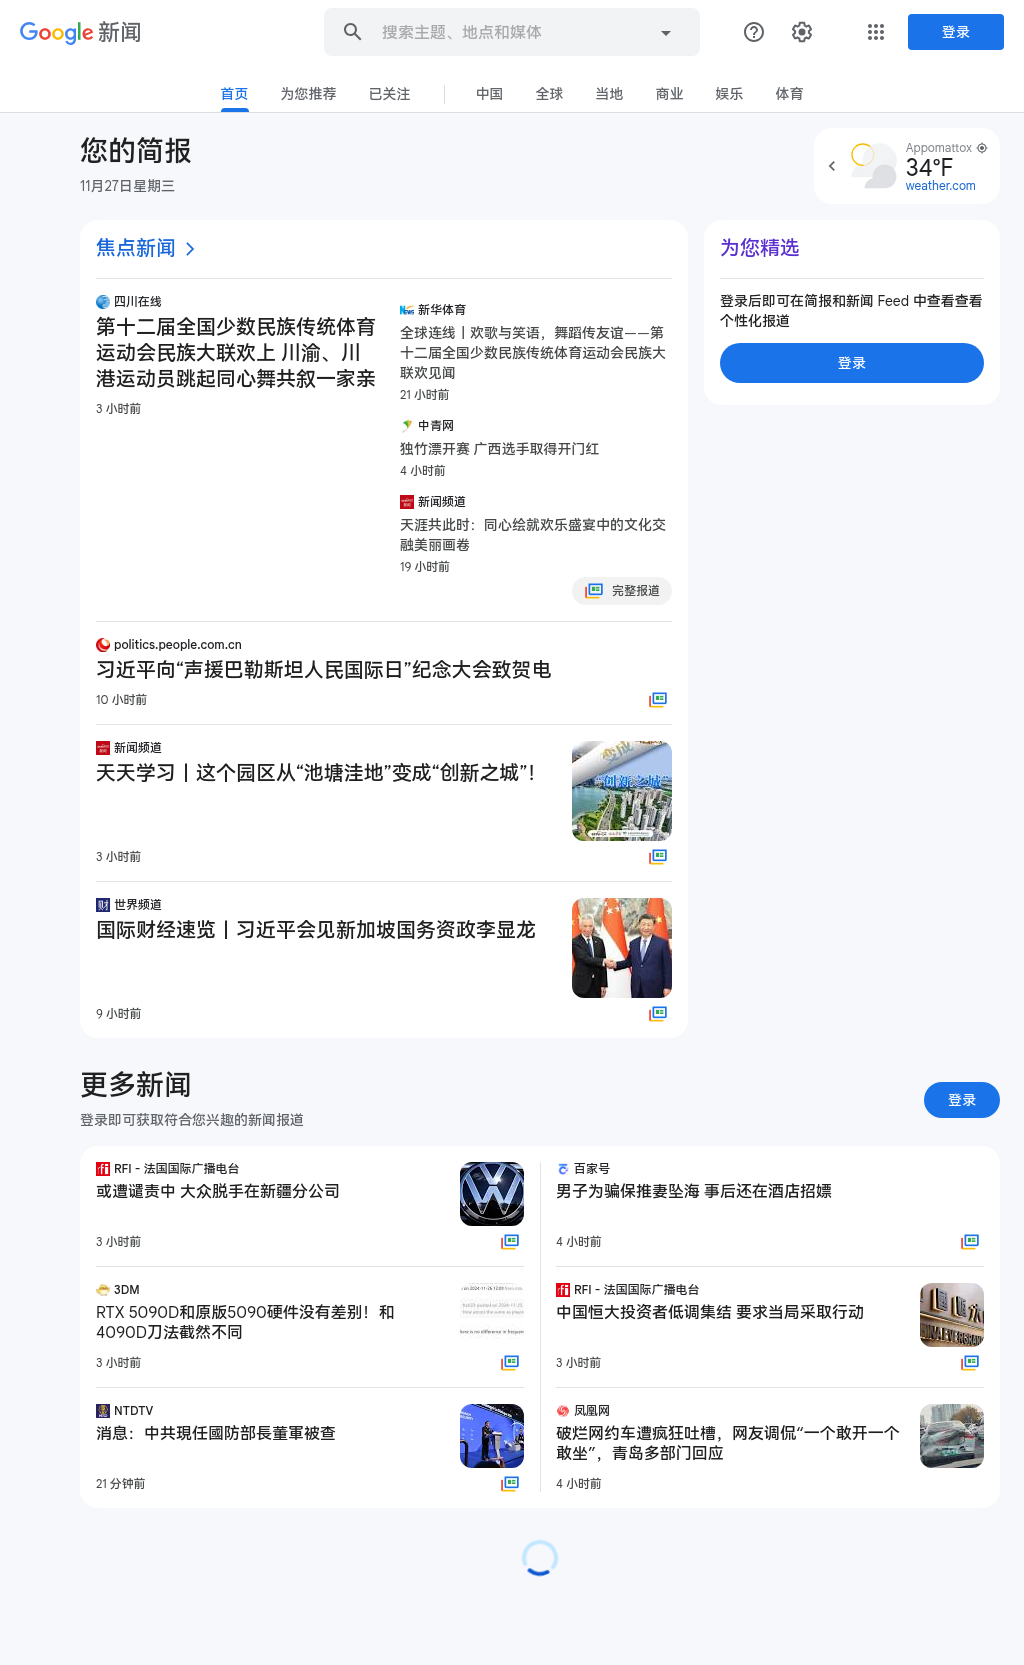 Google 新闻
搜索主题、地点和媒体
登录
首页
为您推荐
已关注
中国
全球
当地
商业
娱乐
体育
您的简报
11月27日星期三
Appomattox
34°F
weather.com
焦点新闻
四川在线
第十二届全国少数民族传统体育
运动会民族大联欢上 川渝、川
港运动员跳起同心舞共叙一家亲
3 小时前
新华体育
全球连线丨欢歌与笑语，舞蹈传友谊——第
十二届全国少数民族传统体育运动会民族大
联欢见闻
21 小时前
中青网
独竹漂开赛 广西选手取得开门红
4 小时前
新闻频道
天涯共此时：同心绘就欢乐盛宴中的文化交
融美丽画卷
19 小时前
完整报道
politics.people.com.cn
习近平向“声援巴勒斯坦人民国际日”纪念大会致贺电
10 小时前
新闻频道
天天学习丨这个园区从“池塘洼地”变成“创新之城”！
变成
“创新之城”
3 小时前
世界频道
国际财经速览丨习近平会见新加坡国务资政李显龙
9 小时前
为您精选
登录后即可在简报和新闻 Feed 中查看查看
个性化报道
登录
更多新闻
登录即可获取符合您兴趣的新闻报道
登录
RFI - 法国国际广播电台
或遭谴责中 大众脱手在新疆分公司
3 小时前
百家号
男子为骗保推妻坠海 事后还在酒店招嫖
4 小时前
3DM
RTX 5090D和原版5090硬件没有差别！和
4090D刀法截然不同
3 小时前
RFI - 法国国际广播电台
中国恒大投资者低调集结 要求当局采取行动
3 小时前
NTDTV
消息：中共現任國防部長董軍被查
21 分钟前
凤凰网
破烂网约车遭疯狂吐槽，网友调侃“一个敢开一个
敢坐”，青岛多部门回应
4 小时前